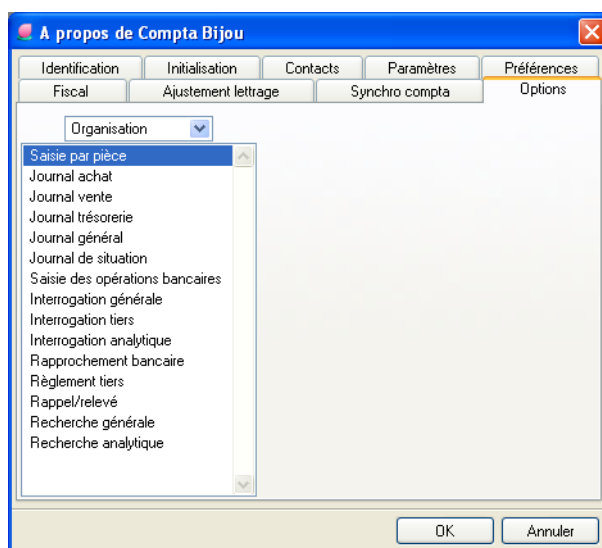 A propos de Compta Bijou
Identification Initialisation Contacts Paramètres Préférences
Fiscal Ajustement lettrage Synchro compta Options
Organisation
Saisie par pièce
Journal achat
Journal vente
Journal trésorerie
Journal général
Journal de situation
Saisie des opérations bancaires
Interrogation générale
Interrogation tiers
Interrogation analytique
Rapprochement bancaire
Règlement tiers
Rappel/relevé
Recherche générale
Recherche analytique
OK Annuler